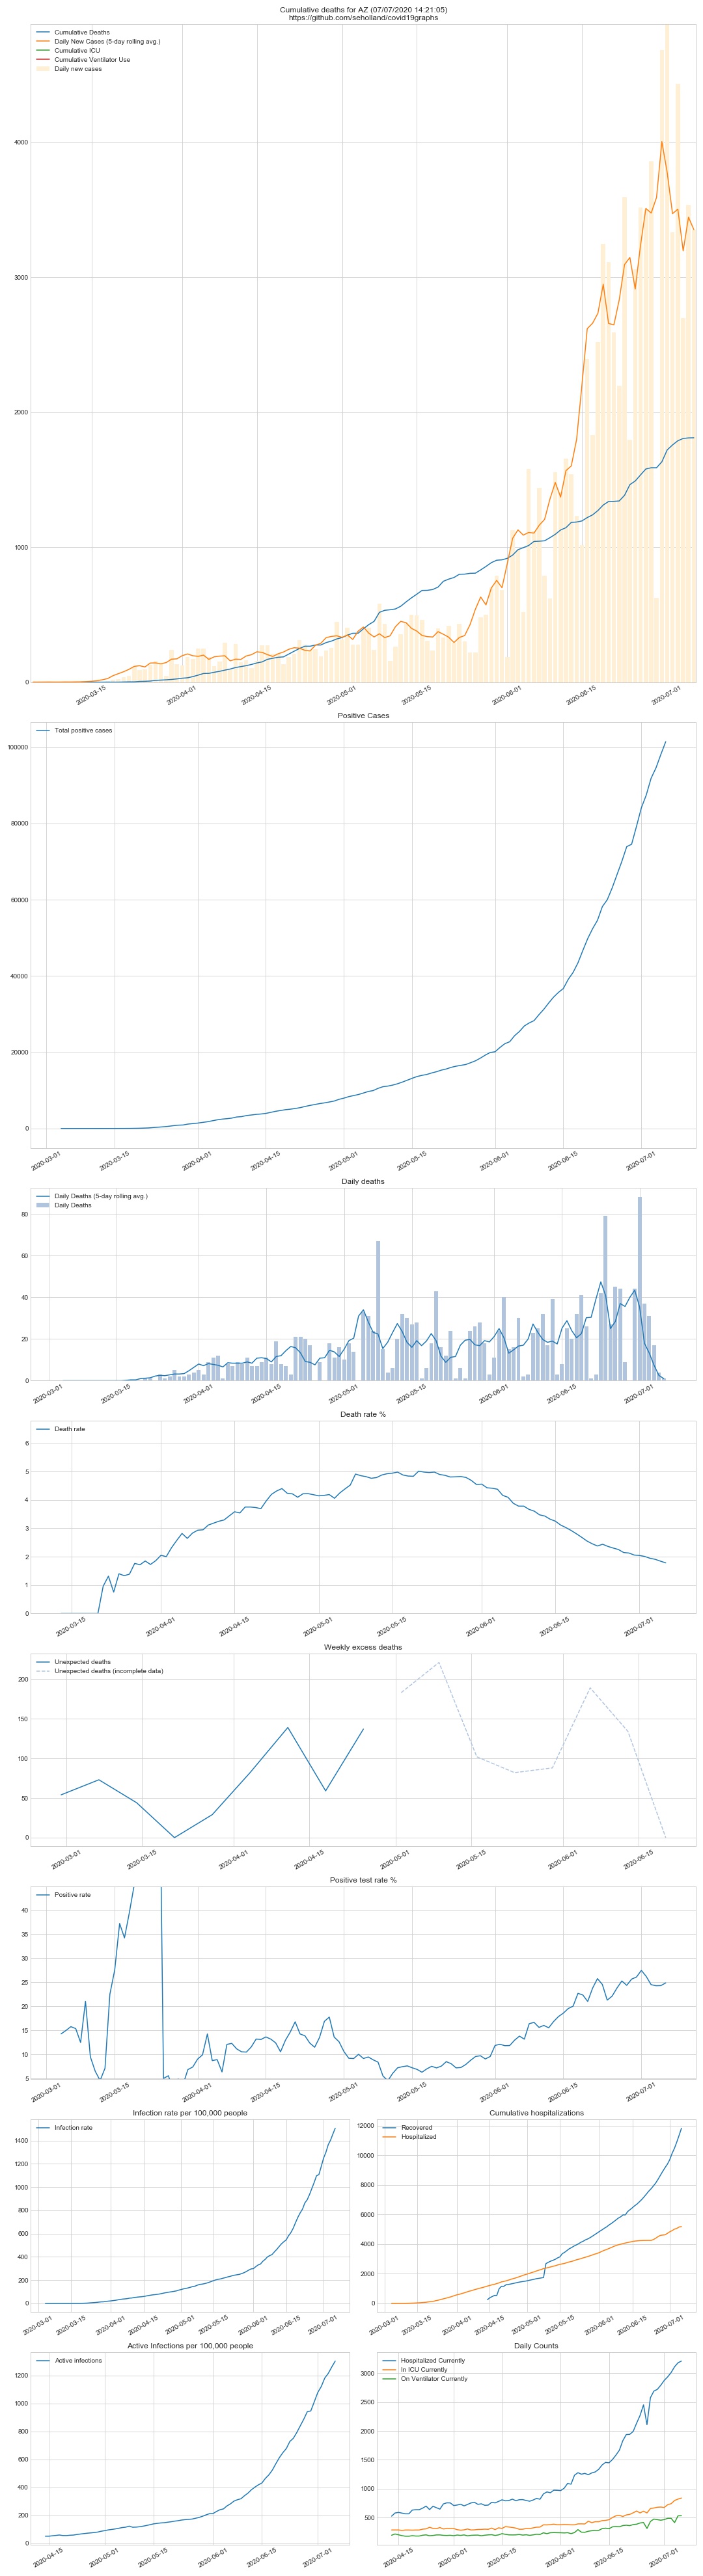 Cumulative deaths for AZ (07/07/2020 14:21:05)
https://github.com/seholland/covid19graphs
Cumulative Deaths
Daily New Cases (5-day rolling avg.)
Cumulative ICU
Cumulative Ventilator Use
Daily new cases
4000
3000
2000
1000
0
2020-03-15 2020-04-01 2020-04-15 2020-05-01 2020-05-15 2020-06-01 2020-06-15 2020-07-01
Positive Cases
Total positive cases
100000
80000
60000
40000
20000
0
2020-03-01 2020-03-15 2020-04-01 2020-04-15 2020-05-01 2020-05-15 2020-06-01 2020-06-15 2020-07-01
Daily deaths
Daily Deaths (5-day rolling avg.)
Daily Deaths
80
60
40
20
0
2020-03-01 2020-03-15 2020-04-01 2020-04-15 2020-05-01 2020-05-15 2020-06-01 2020-06-15 2020-07-01
Death rate %
Death rate
6
5
4
3
2
1
0
2020-03-15 2020-04-01 2020-04-15 2020-05-01 2020-05-15 2020-06-01 2020-06-15 2020-07-01
Weekly excess deaths
Unexpected deaths
Unexpected deaths (incomplete data)
200
150
100
50
0
2020-03-01 2020-03-15 2020-04-01 2020-04-15 2020-05-01 2020-05-15 2020-06-01 2020-06-15
Positive test rate %
Positive rate
40
35
30
25
20
15
10
5
2020-03-01 2020-03-15 2020-04-01 2020-04-15 2020-05-01 2020-05-15 2020-06-01 2020-06-15 2020-07-01
Infection rate per 100,000 people
Infection rate
1400
1200
1000
800
600
400
200
0
2020-03-01 2020-03-15 2020-04-01 2020-04-15 2020-05-01 2020-05-15 2020-06-01 2020-06-15 2020-07-01
Cumulative hospitalizations
Recovered
Hospitalized
12000
10000
8000
6000
4000
2000
0
2020-03-01 2020-03-15 2020-04-01 2020-04-15 2020-05-01 2020-05-15 2020-06-01 2020-06-15 2020-07-01
Active Infections per 100,000 people
Active infections
1200
1000
800
600
400
200
0
2020-04-15 2020-05-01 2020-05-15 2020-06-01 2020-06-15 2020-07-01
Daily Counts
Hospitalized Currently
In ICU Currently
On Ventilator Currently
3000
2500
2000
1500
1000
500
2020-04-15 2020-05-01 2020-05-15 2020-06-01 2020-06-15 2020-07-01